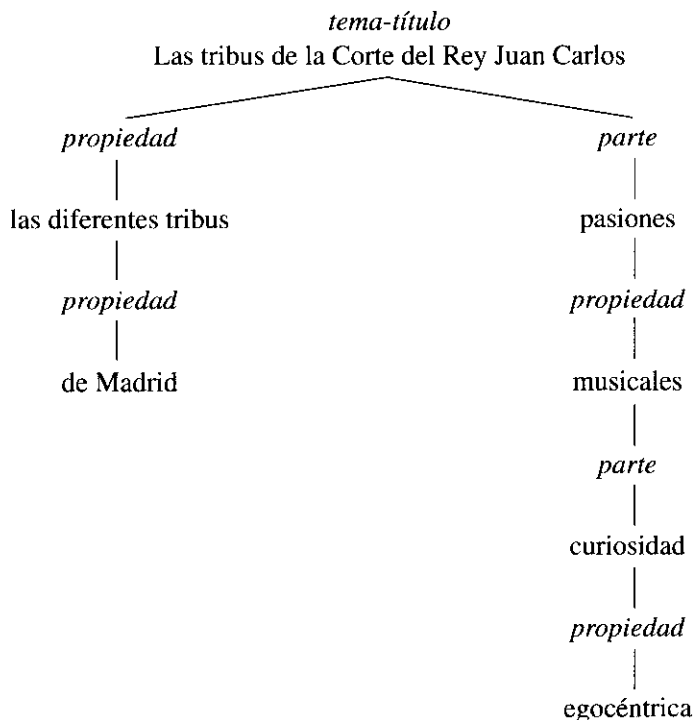 tema-título
Las tribus de la Corte del Rey Juan Carlos
propiedad
las diferentes tribus
propiedad
de Madrid
parte
pasiones
propiedad
musicales
parte
curiosidad
propiedad
egocéntrica